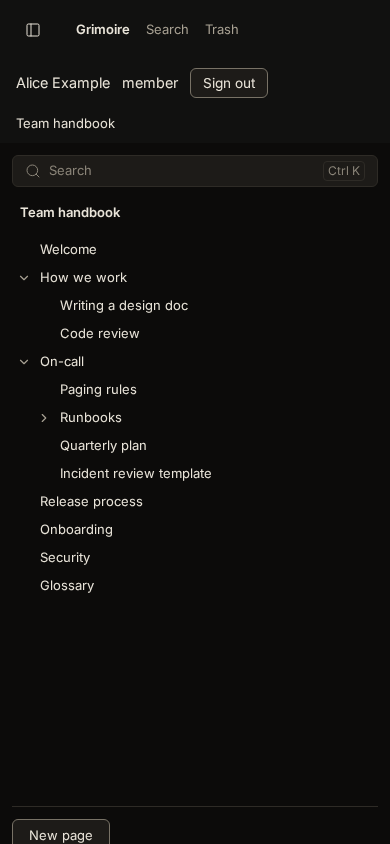 Grimoire Search Trash
Alice Example member Sign out
Team handbook
Search Ctrl K
Team handbook
Welcome
How we work
Writing a design doc
Code review
On-call
Paging rules
Runbooks
Quarterly plan
Incident review template
Release process
Onboarding
Security
Glossary
New page